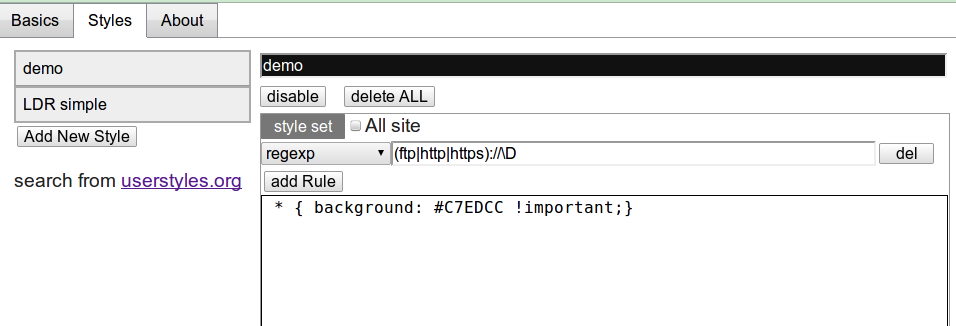 Basics Styles About
demo
LDR simple
Add New Style
search from userstyles.org
demo
disable delete ALL
style set All site
regexp (ftp|http|https)://\D del
add Rule
* { background: #C7EDCC !important;}